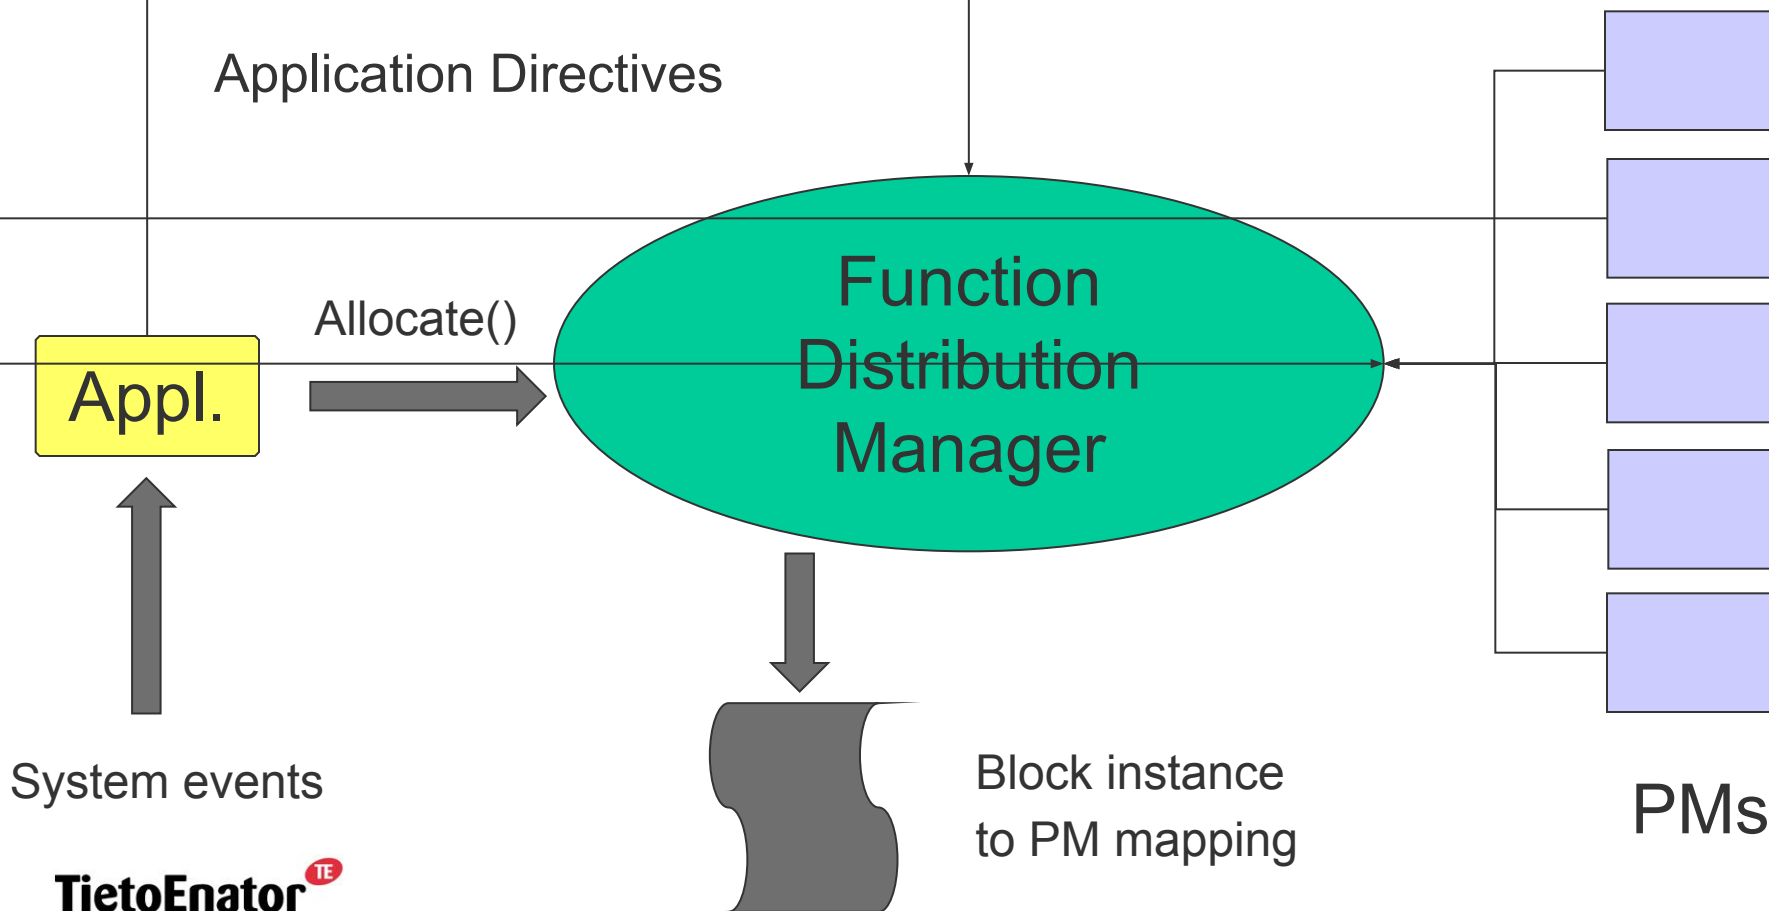 Application Directives
Allocate()
Appl.
Function
Distribution
Manager
System events
Block instance
to PM mapping
PMs
TietoEnator
TE